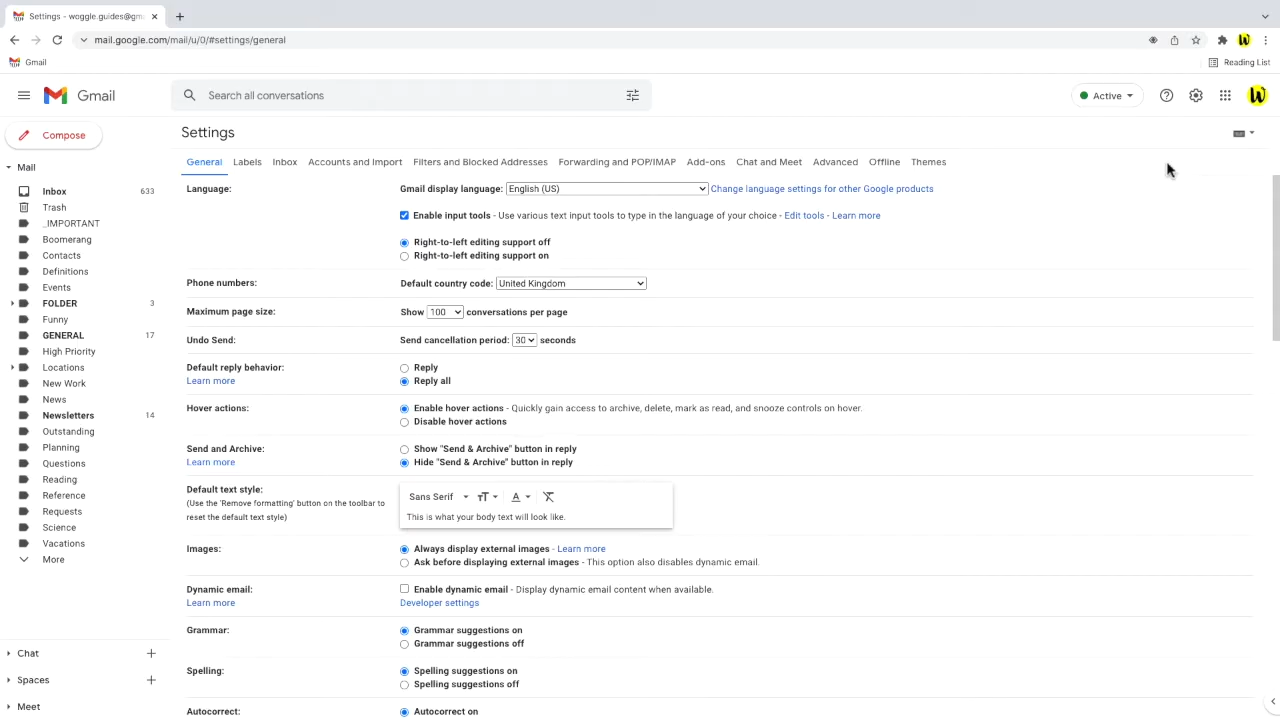 Settings - woggle.guides@gm
mail.google.com/mail/u/0/#settings/general
Gmail
Reading List
Gmail
Search all conversations
Active
Compose
Settings
General Labels Inbox Accounts and Import Filters and Blocked Addresses Forwarding and POP/IMAP Add-ons Chat and Meet Advanced Offline Themes
Mail
Inbox 633
Trash
_IMPORTANT
Boomerang
Contacts
Definitions
Events
FOLDER 3
Funny
GENERAL 17
High Priority
Locations
New Work
News
Newsletters 14
Outstanding
Planning
Questions
Reading
Reference
Requests
Science
Vacations
More
Chat
Spaces
Meet
Language: Gmail display language: English (US) Change language settings for other Google products
Enable input tools - Use various text input tools to type in the language of your choice - Edit tools - Learn more
Right-to-left editing support off
Right-to-left editing support on
Phone numbers: Default country code: United Kingdom
Maximum page size: Show 100 conversations per page
Undo Send: Send cancellation period: 30 seconds
Default reply behavior: Reply
Learn more Reply all
Hover actions: Enable hover actions - Quickly gain access to archive, delete, mark as read, and snooze controls on hover.
Disable hover actions
Send and Archive: Show "Send & Archive" button in reply
Learn more Hide "Send & Archive" button in reply
Default text style:
(Use the 'Remove formatting' button on the toolbar to
reset the default text style)
Sans Serif
This is what your body text will look like.
Images: Always display external images - Learn more
Ask before displaying external images - This option also disables dynamic email.
Dynamic email: Enable dynamic email - Display dynamic email content when available.
Learn more Developer settings
Grammar: Grammar suggestions on
Grammar suggestions off
Spelling: Spelling suggestions on
Spelling suggestions off
Autocorrect: Autocorrect on